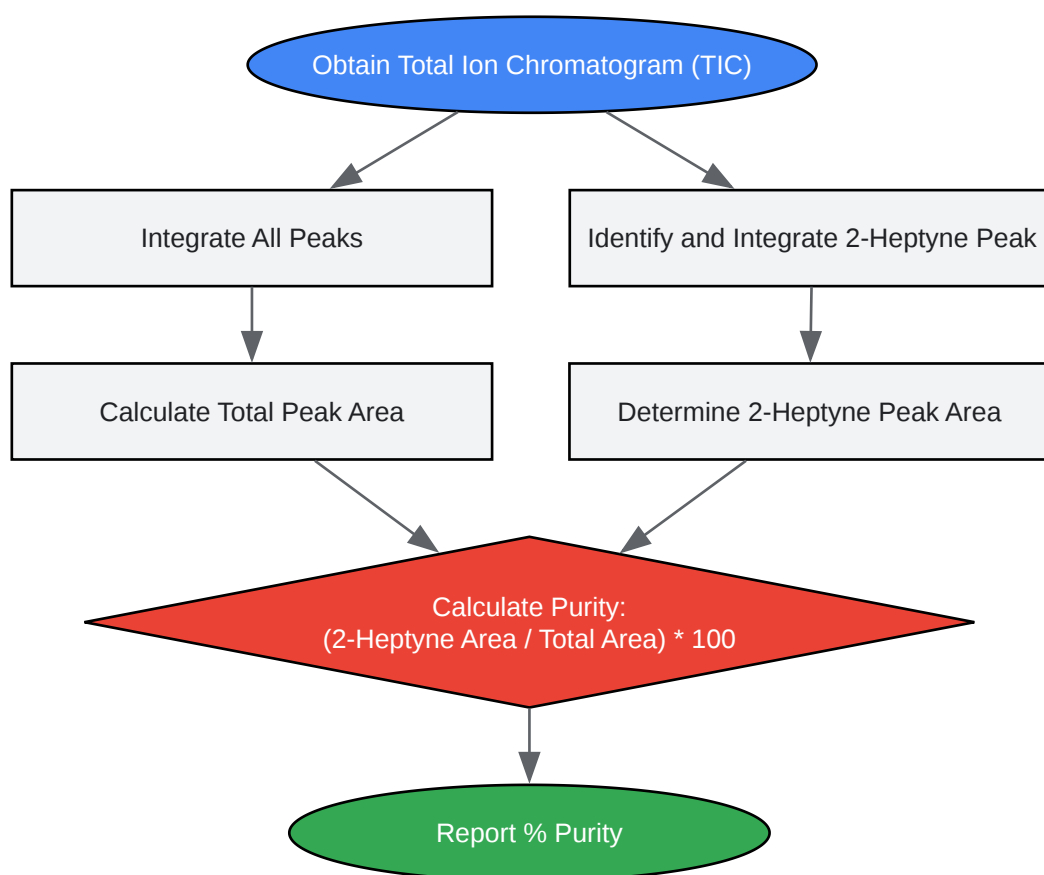 Obtain Total Ion Chromatogram (TIC)
Integrate All Peaks
Identify and Integrate 2-Heptyne Peak
Calculate Total Peak Area
Determine 2-Heptyne Peak Area
Calculate Purity:
(2-Heptyne Area / Total Area) * 100
Report % Purity